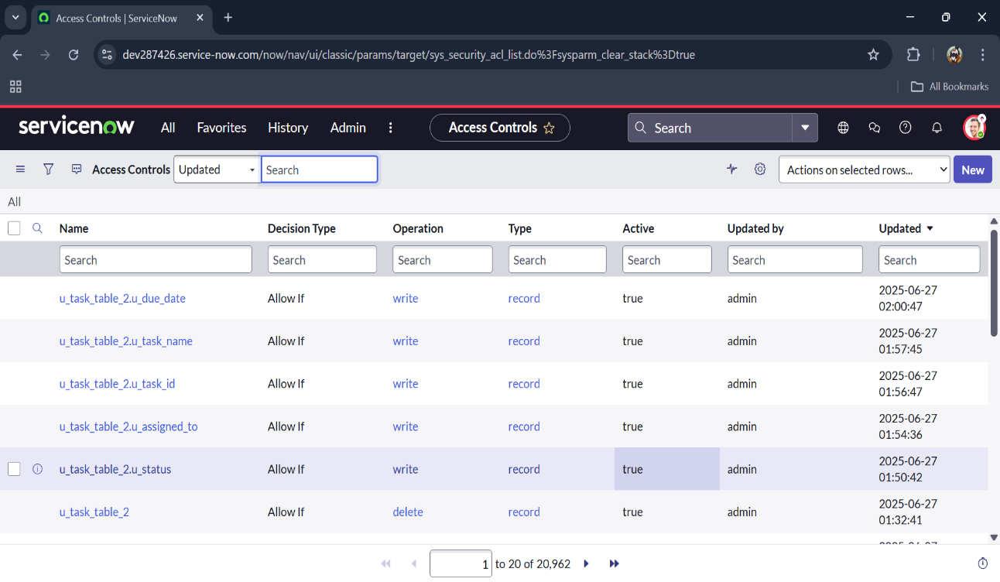 Access Controls | ServiceNow
dev287426.service-now.com/now/nav/ui/classic/params/target/sys_security_acl_list.do%3Fsysparm_clear_stack%3Dtrue
All Bookmarks
servicenow All Favorites History Admin Access Controls Search
Access Controls Updated Search Actions on selected rows... New
All
Name Decision Type Operation Type Active Updated by Updated
Search Search Search Search Search Search Search
u_task_table_2.u_due_date Allow If write record true admin 2025-06-27
02:00:47
u_task_table_2.u_task_name Allow If write record true admin 2025-06-27
01:57:45
u_task_table_2.u_task_id Allow If write record true admin 2025-06-27
01:56:47
u_task_table_2.u_assigned_to Allow If write record true admin 2025-06-27
01:54:36
u_task_table_2.u_status Allow If write record true admin 2025-06-27
01:50:42
u_task_table_2 Allow If delete record true admin 2025-06-27
01:32:41
1 to 20 of 20,962